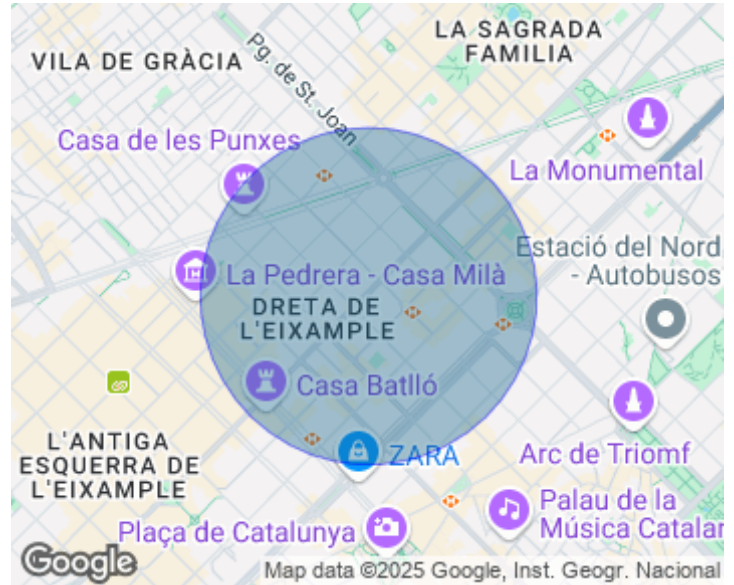 LA SAGRADA
FAMILIA
VILA DE GRÀCIA
Pg. de St. Joan
Casa de les Punxes
La Monumental
Estació del Nord
- Autobusos
La Pedrera - Casa Milà
DRETA DE
L'EIXAMPLE
Casa Batlló
L'ANTIGA
ESQUERRA DE
L'EIXAMPLE
ZARA
Arc de Triomf
Palau de la
Música Catalar
Plaça de Catalunya
Google
Map data ©2025 Google, Inst. Geogr. Nacional